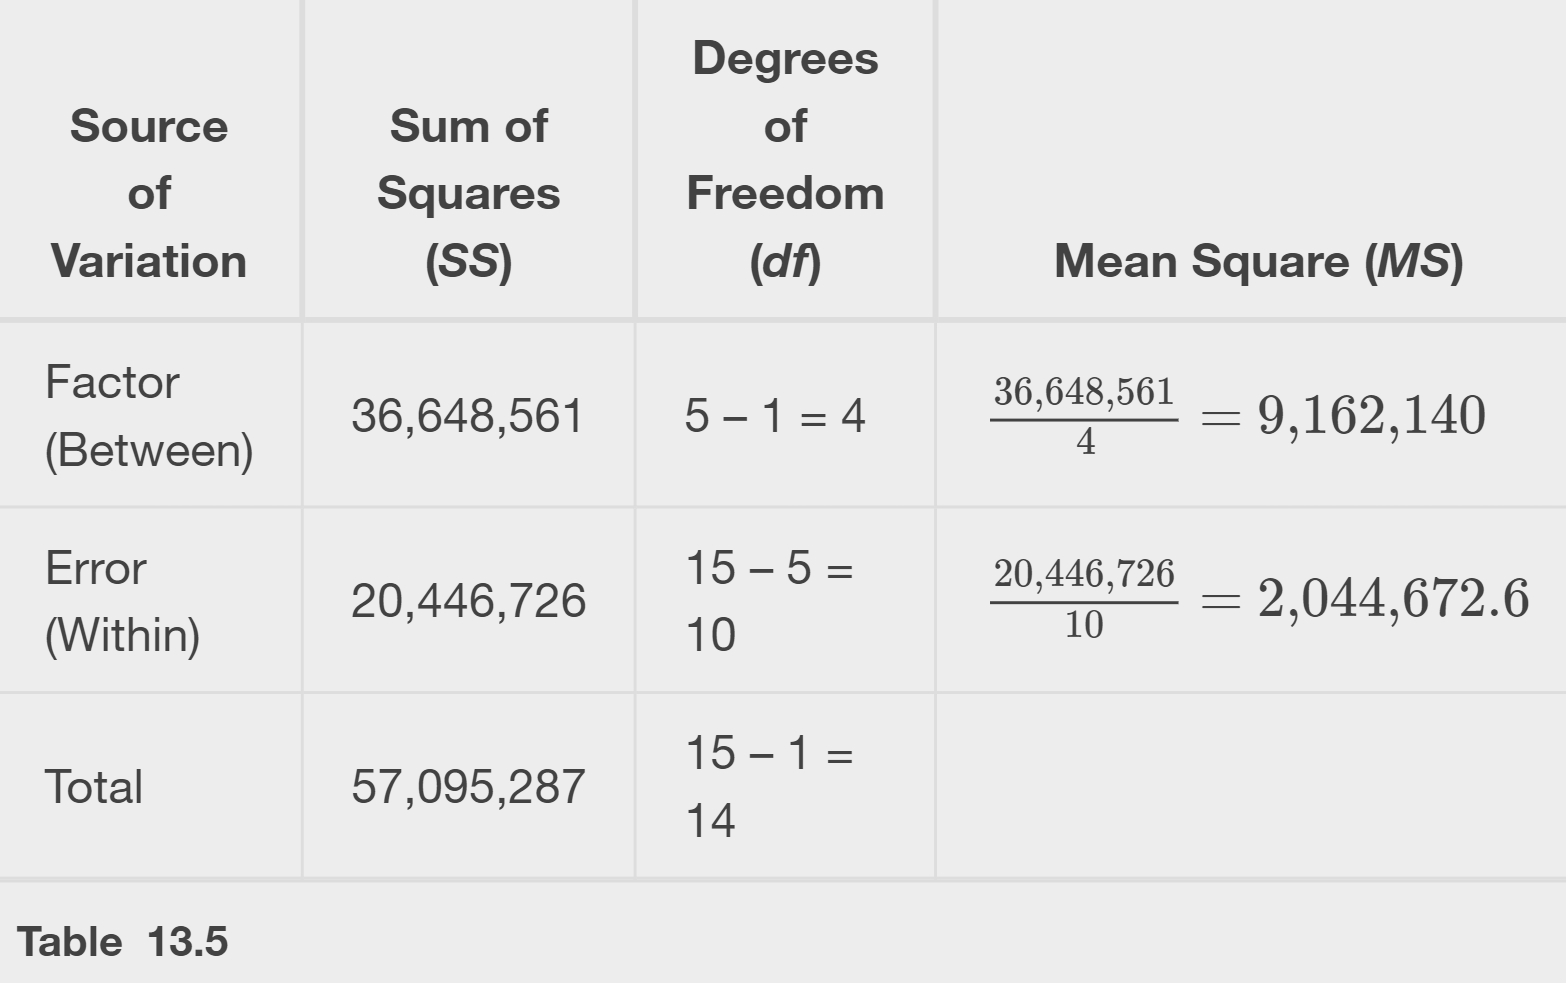 Source of Variation
Sum of Squares (SS)
Degrees of Freedom (df)
Mean Square (MS)
Factor (Between)
36,648,561
5 – 1 = 4
36,648,561 / 4 = 9,162,140
Error (Within)
20,446,726
15 – 5 = 10
20,446,726 / 10 = 2,044,672.6
Total
57,095,287
15 – 1 = 14
Table 13.5